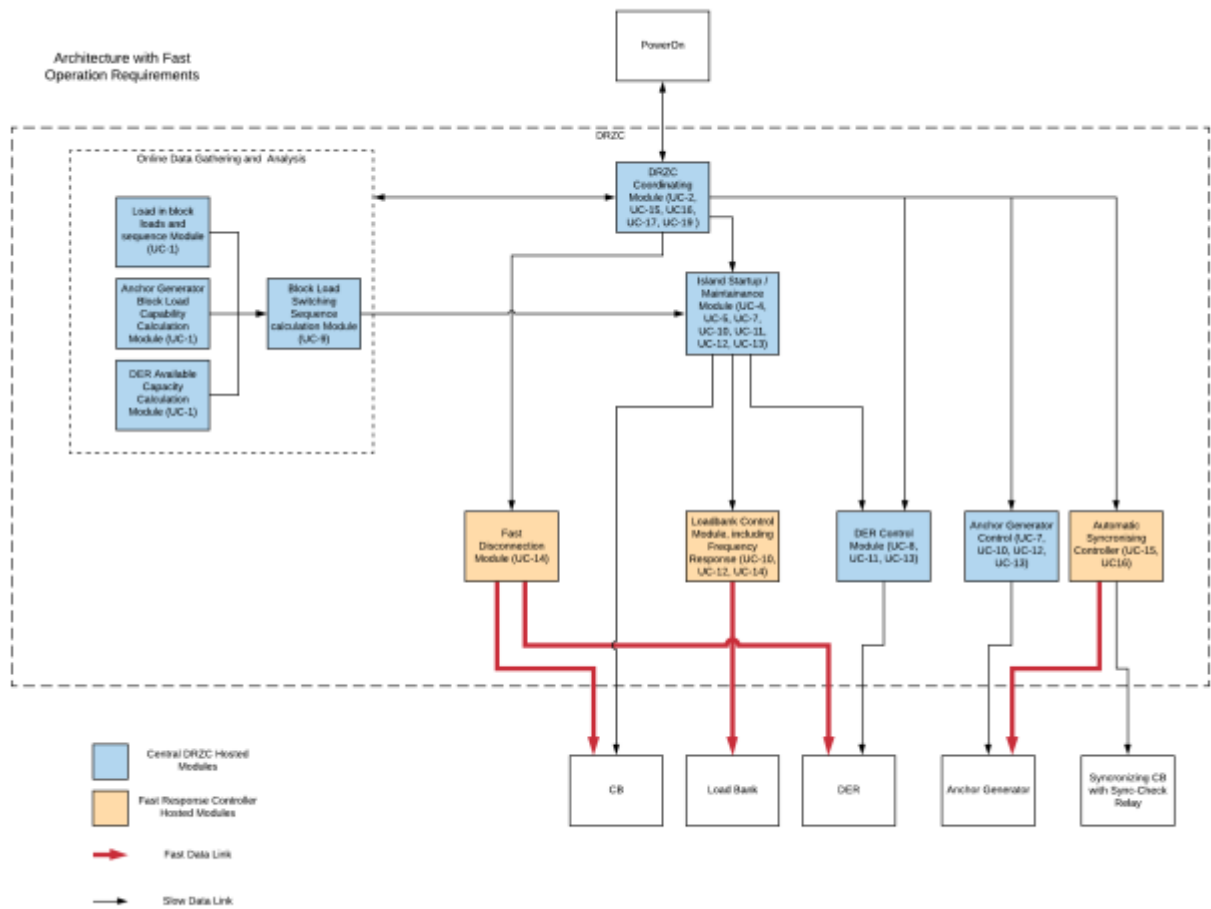 Architecture with Fast
Operation Requirements
PowerOn
DRZC
Online Data Gathering and Analysis
DRZC
Coordinating
Module (UC-2,
UC-15, UC16,
UC-17, UC-19 )
Load in block
loads and
sequence Module
(UC-1)
Anchor Generator
Block Load
Capability
Calculation
Module (UC-1)
DER Available
Capacity
Calculation
Module (UC-1)
Block Load
Switching
Sequence
calculation Module
(UC-9)
Island Startup /
Maintainance
Module (UC-4,
UC-6, UC-7,
UC-10, UC-11,
UC-12, UC-13)
Fast
Disconnection
Module (UC-14)
Loadbank Control
Module, including
Frequency
Response (UC-10,
UC-12, UC-14)
DER Control
Module (UC-8,
UC-11, UC-13)
Anchor Generator
Control (UC-7,
UC-10, UC-12,
UC-13)
Automatic
Syncronising
Controller (UC-15,
UC16)
CB
Load Bank
DER
Anchor Generator
Syncronizing CB
with Sync-Check
Relay
Central DRZC Hosted
Modules
Fast Response Controller
Hosted Modules
Fast Data Link
Slow Data Link